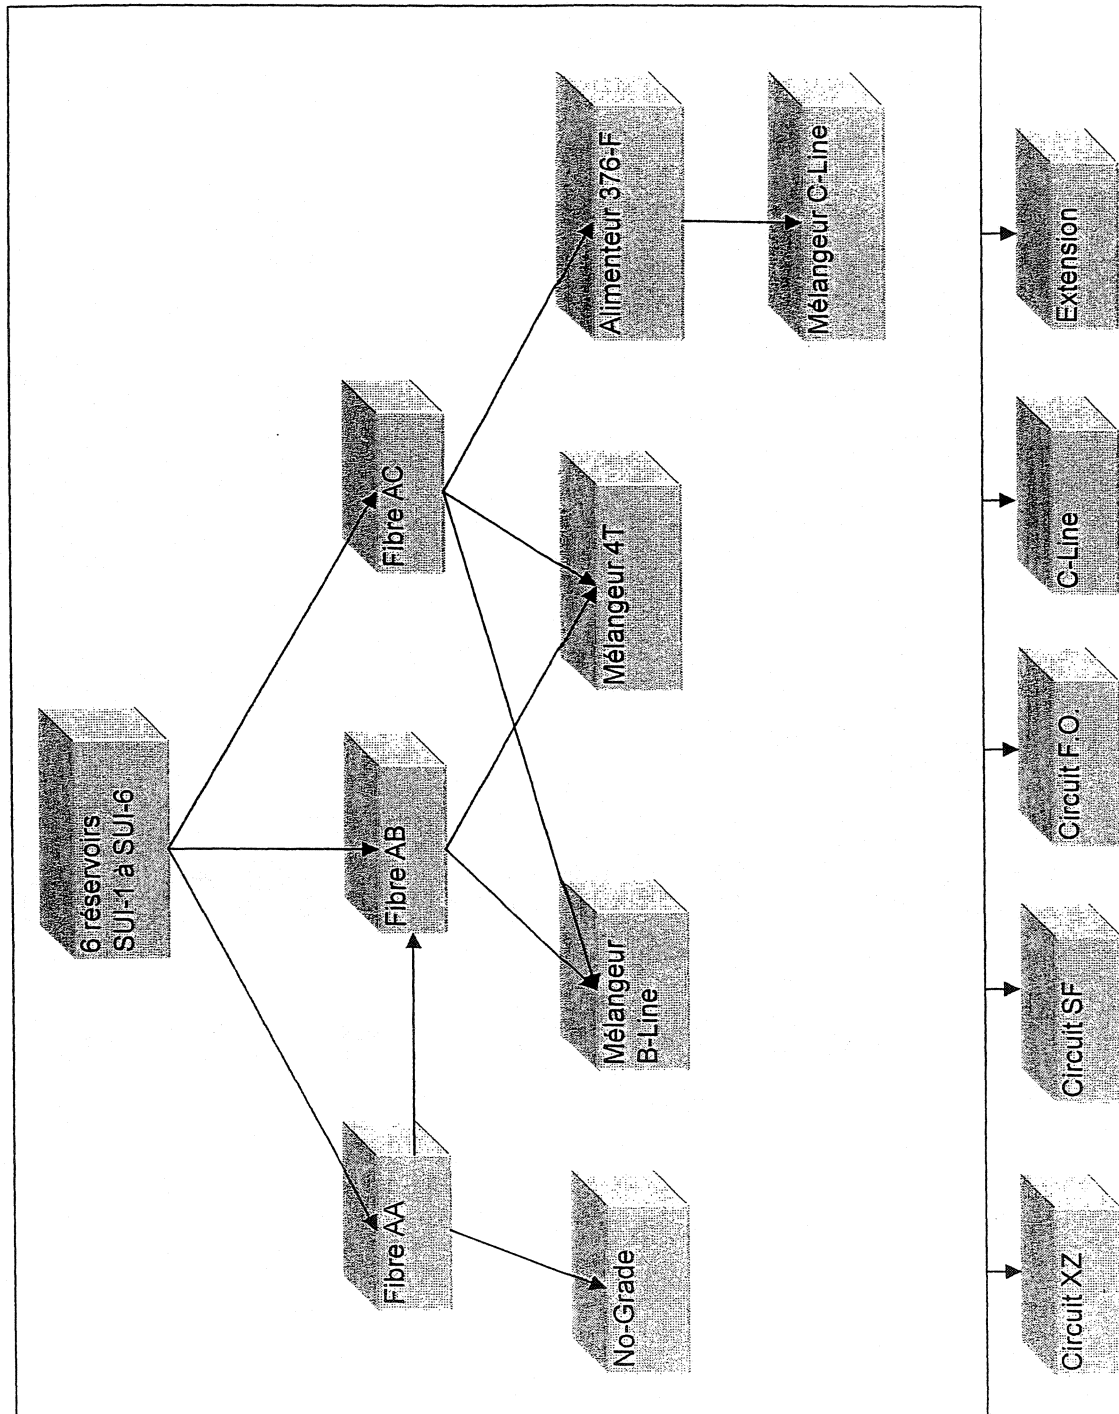 6 réservoirs
SUI-1 à SUI-6
Fibre AA
Fibre AB
Fibre AC
No-Grade
Mélangeur
B-Line
Mélangeur 4T
Alimenteur 376-F
Mélangeur C-Line
Circuit XZ
Circuit SF
Circuit F.O.
C-Line
Extension